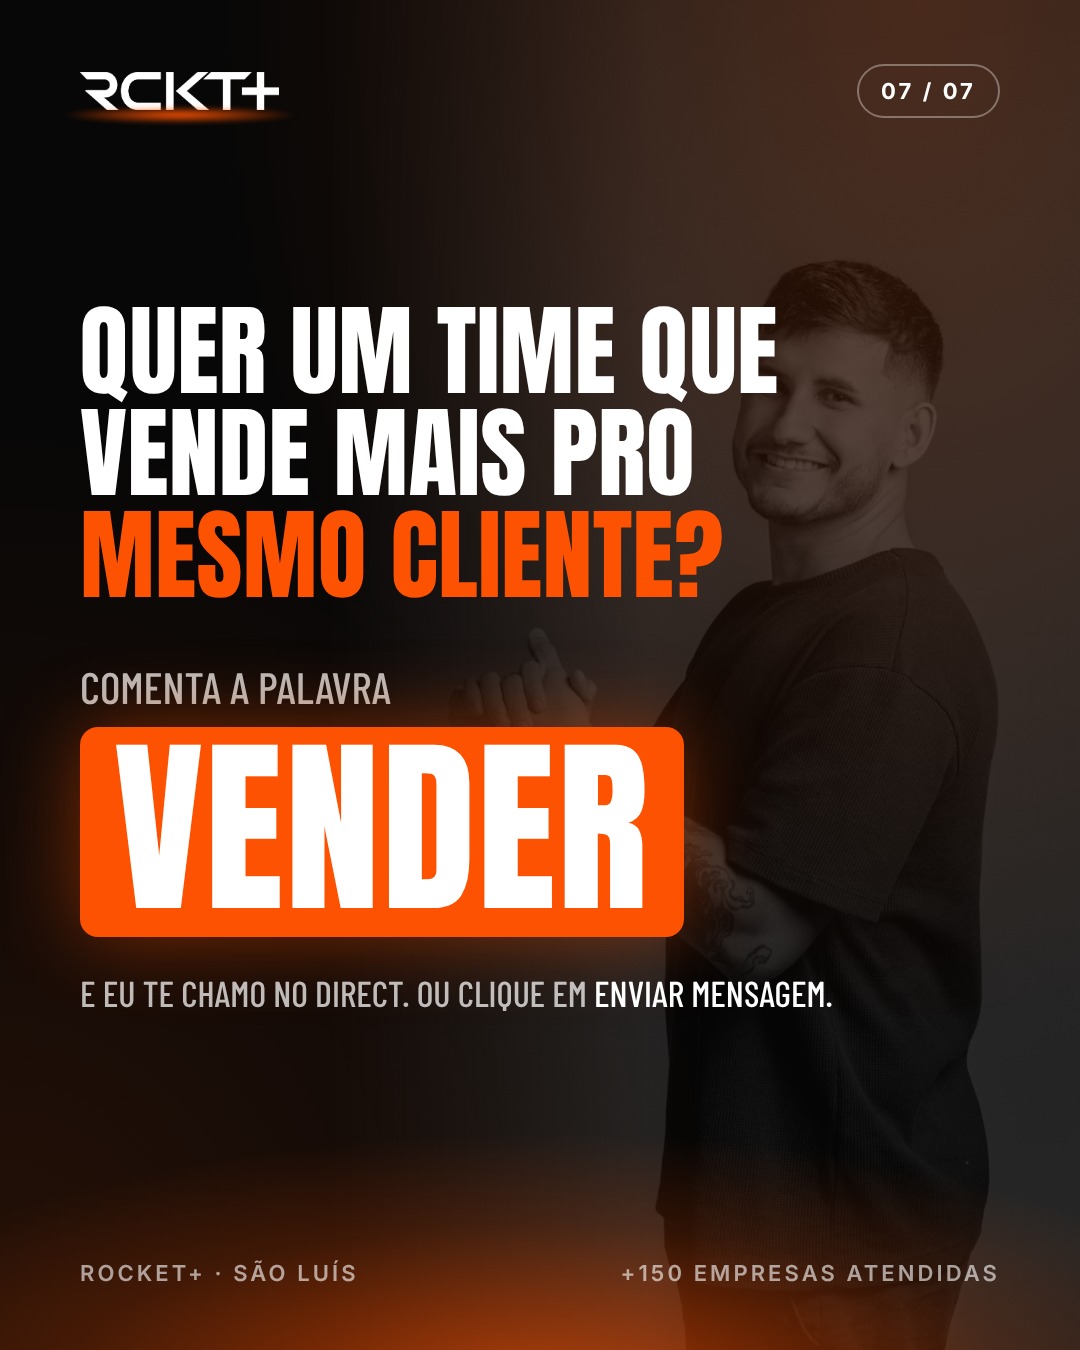 RCKT+
07 / 07
QUER UM TIME QUE
VENDE MAIS PRO
MESMO CLIENTE?
COMENTA A PALAVRA
VENDER
E EU TE CHAMO NO DIRECT. OU CLIQUE EM ENVIAR MENSAGEM.
ROCKET+ · SÃO LUÍS
+150 EMPRESAS ATENDIDAS